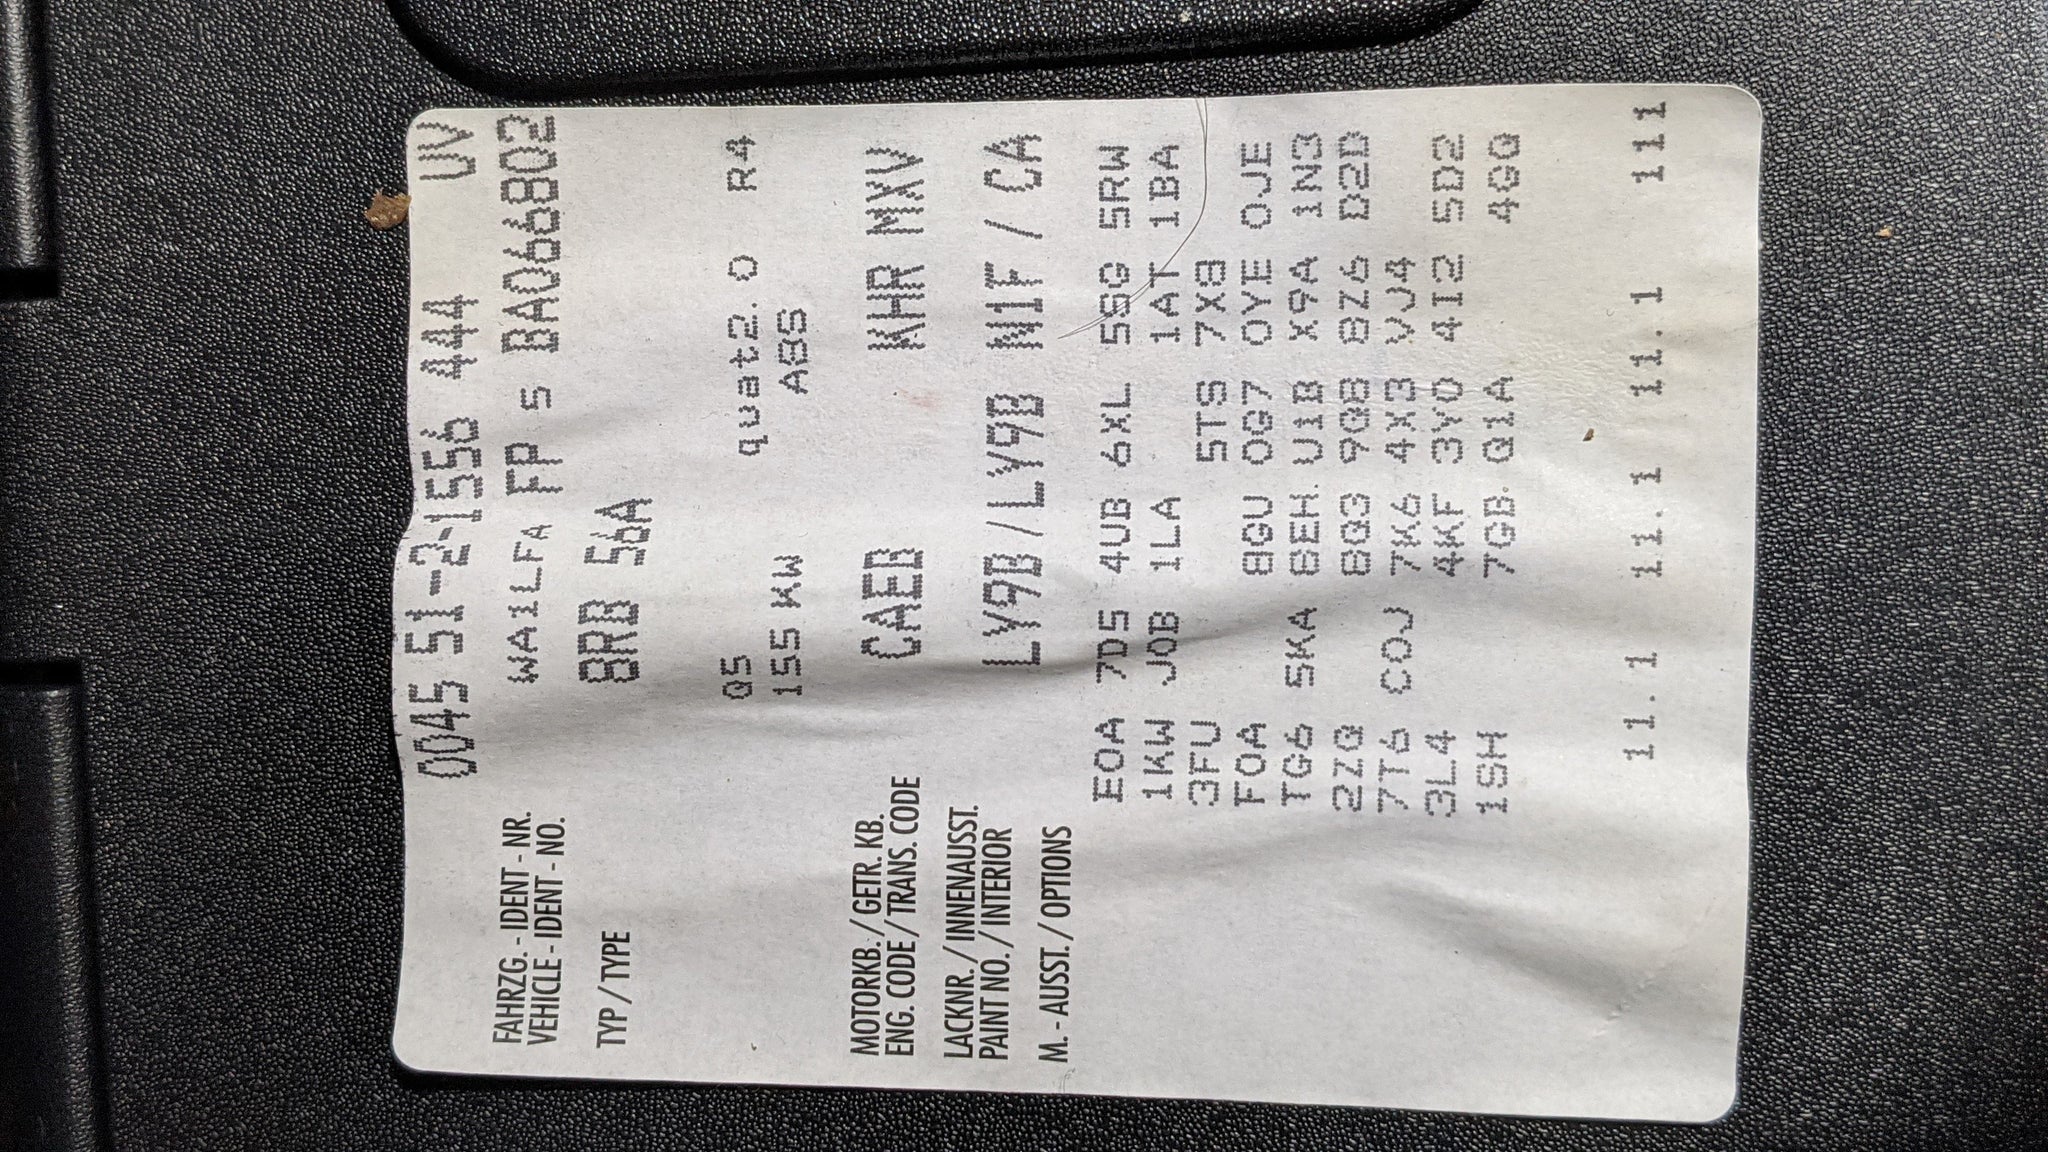 0045 51-2-1556 444 UV
FAHRZG. - IDENT - NR.
VEHICLE - IDENT - NO.
WA1LFA FP 5 BA066802
TYP / TYPE
8RB 56A
Q5 quat2.0 R4
155 KW ABS
MOTORKB. / GETR. KB.
ENG. CODE / TRANS. CODE
CAEB KHR MXV
LACKNR. / INNENAUSST.
PAINT NO. / INTERIOR
LY9B / LY9B N1F / CA
M. - AUSST. / OPTIONS
E0A 7D5 4UB 6XL 5SG 5RW
1KW J0B 1LA 1AT 1BA
3FU 5TS 7X8
F0A 8GU 0G7 0YE 0JE
TG6 5KA 8EH. U1B X9A 1N3
2ZQ 8Q3 9Q8 8Z6 D2D
7T6 C0J 7K6 4X3 VJ4
3L4 4KF 3Y0 4I2 5D2
1SH 7GB. Q1A 4GQ
11.1 11.1 11.1 11.1 111